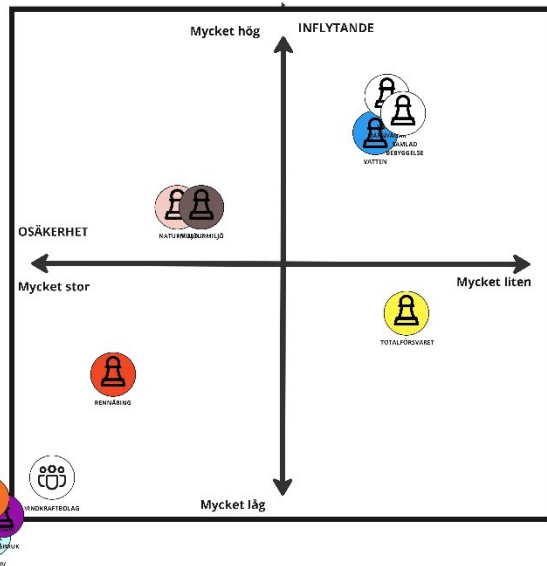 Mycket hög
INFLYTANDE
SAMLAD
BEBYGGELSE
VATTEN
OSÄKERHET
Mycket stor
Mycket liten
TOTALFÖRSVARET
RENNÄRING
VINDKRAFTBOLAG
Mycket låg